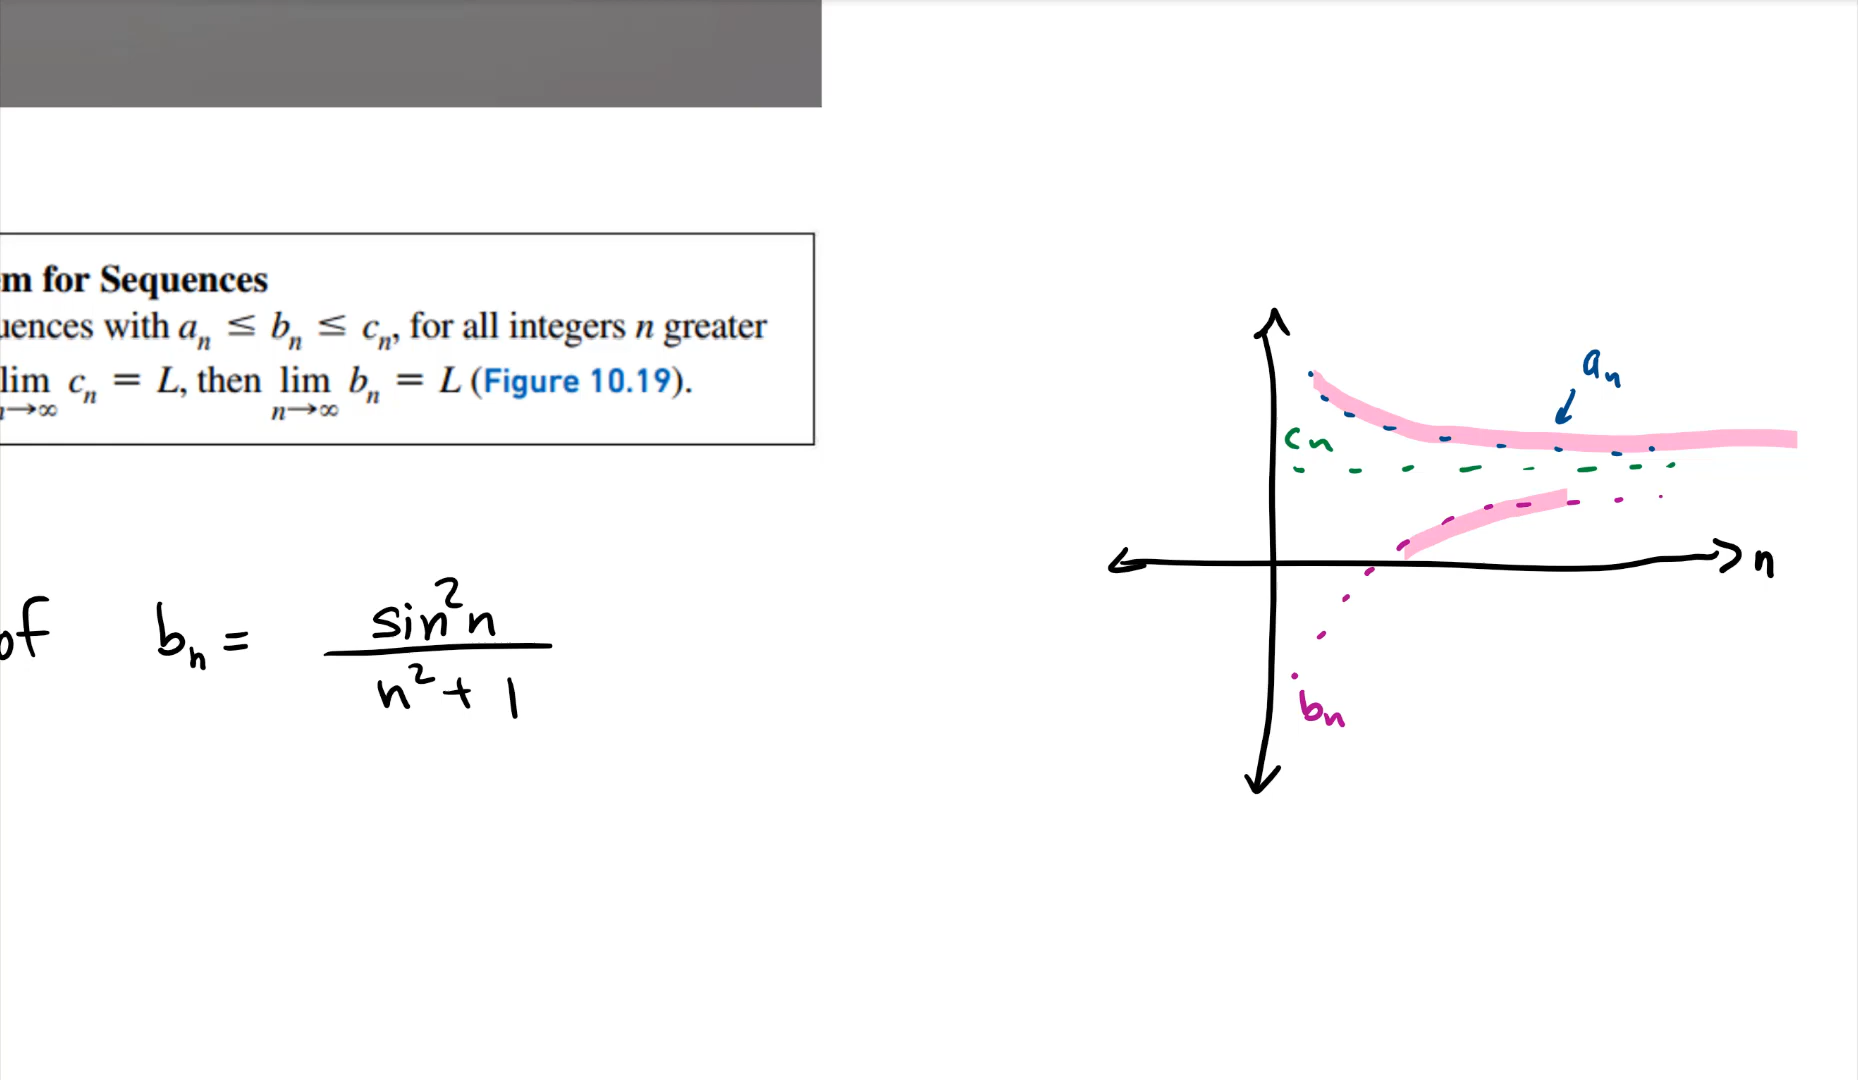 m for Sequences
uences with aₙ ≤ bₙ ≤ cₙ, for all integers n greater
lim cₙ = L, then lim bₙ = L (Figure 10.19).
n→∞ n→∞
of bₙ = sin²n
n² + 1
aₙ
cₙ
n
bₙ